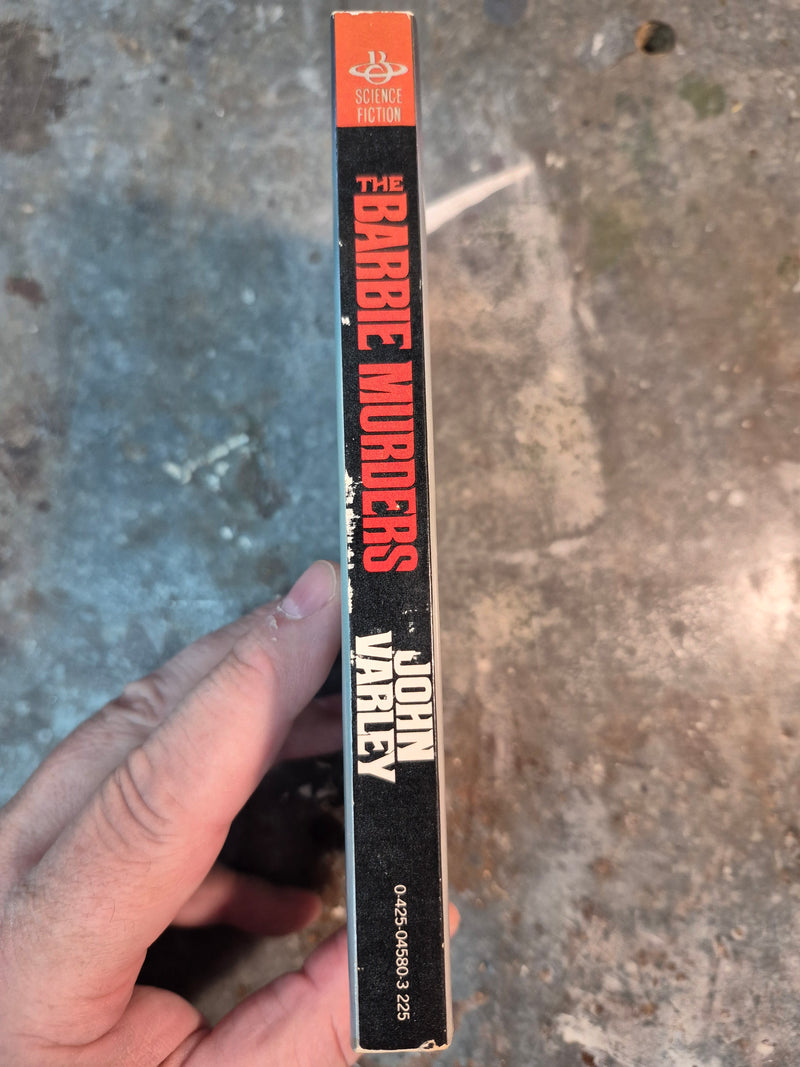 B
SCIENCE
FICTION
THE
BARBIE MURDERS
JOHN
VARLEY
0-425-04580-3 225